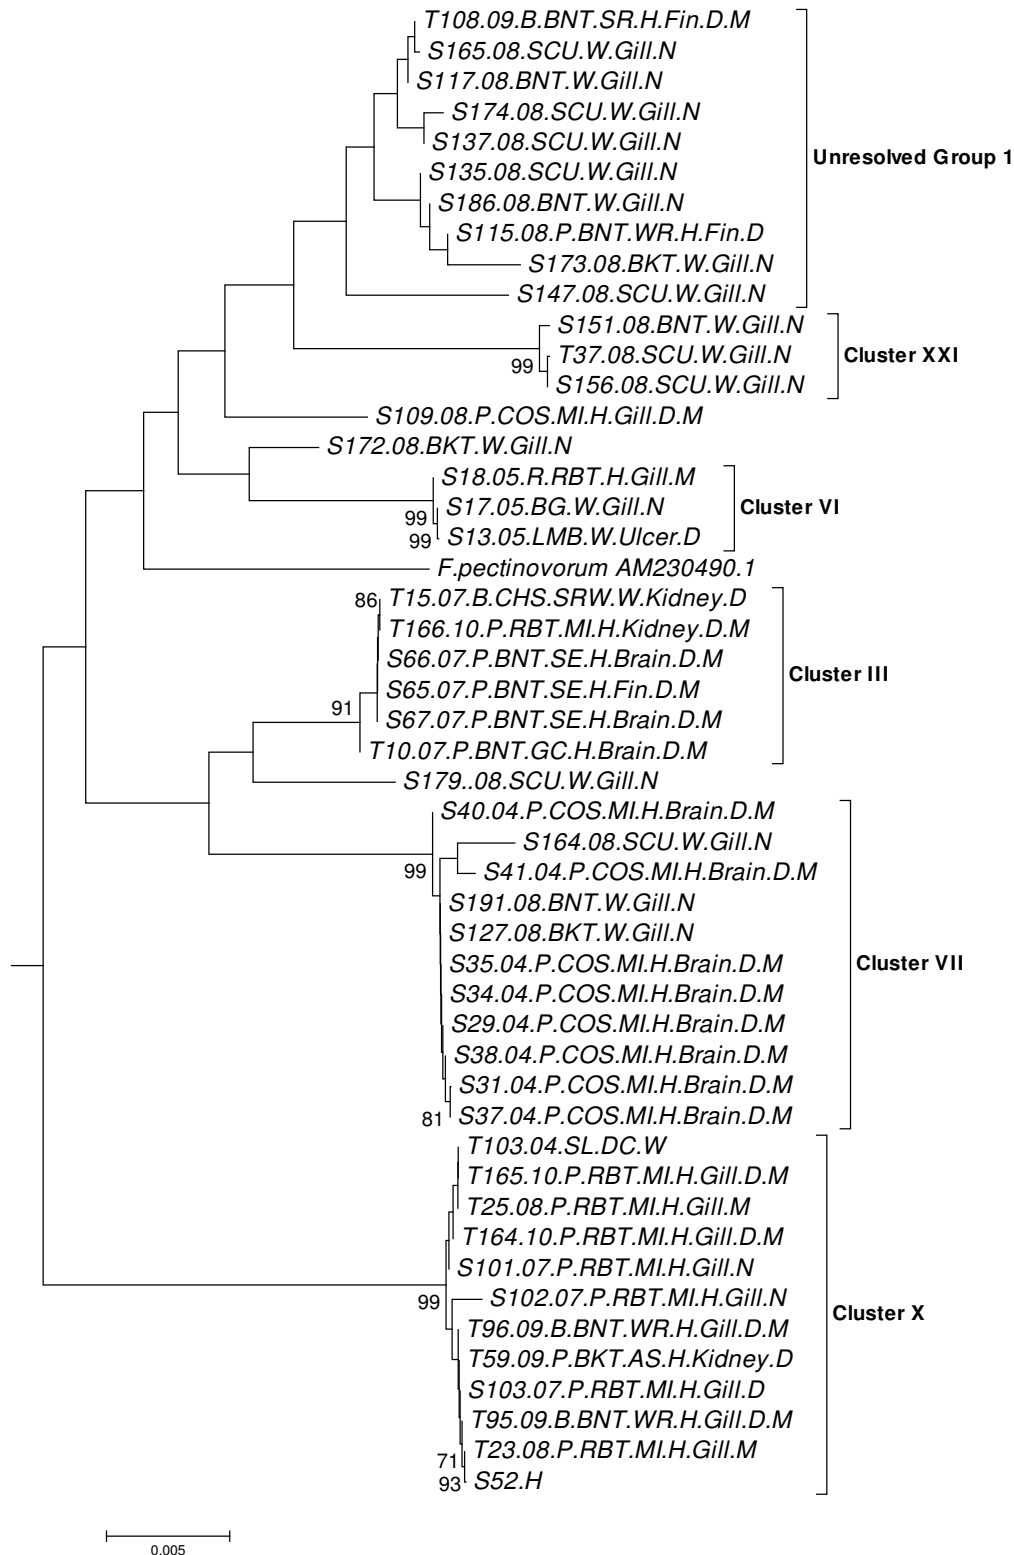 T108.09.B.BNT.SR.H.Fin.D.M
S165.08.SCU.W.Gill.N
S117.08.BNT.W.Gill.N
S174.08.SCU.W.Gill.N
S137.08.SCU.W.Gill.N
S135.08.SCU.W.Gill.N
Unresolved Group 1
S186.08.BNT.W.Gill.N
S115.08.P.BNT.WR.H.Fin.D
S173.08.BKT.W.Gill.N
S147.08.SCU.W.Gill.N
S151.08.BNT.W.Gill.N
T37.08.SCU.W.Gill.N
Cluster XXI
99
S156.08.SCU.W.Gill.N
S109.08.P.COS.MI.H.Gill.D.M
S172.08.BKT.W.Gill.N
S18.05.R.RBT.H.Gill.M
S17.05.BG.W.Gill.N
Cluster VI
99
S13.05.LMB.W.Ulcer.D
99
F.pectinovorum AM230490.1
86
T15.07.B.CHS.SRW.W.Kidney.D
T166.10.P.RBT.MI.H.Kidney.D.M
S66.07.P.BNT.SE.H.Brain.D.M
Cluster III
S65.07.P.BNT.SE.H.Fin.D.M
91
S67.07.P.BNT.SE.H.Brain.D.M
T10.07.P.BNT.GC.H.Brain.D.M
S179..08.SCU.W.Gill.N
S40.04.P.COS.MI.H.Brain.D.M
S164.08.SCU.W.Gill.N
99
S41.04.P.COS.MI.H.Brain.D.M
S191.08.BNT.W.Gill.N
S127.08.BKT.W.Gill.N
S35.04.P.COS.MI.H.Brain.D.M
Cluster VII
S34.04.P.COS.MI.H.Brain.D.M
S29.04.P.COS.MI.H.Brain.D.M
S38.04.P.COS.MI.H.Brain.D.M
S31.04.P.COS.MI.H.Brain.D.M
S37.04.P.COS.MI.H.Brain.D.M
81
T103.04.SL.DC.W
T165.10.P.RBT.MI.H.Gill.D.M
T25.08.P.RBT.MI.H.Gill.M
T164.10.P.RBT.MI.H.Gill.D.M
S101.07.P.RBT.MI.H.Gill.N
99
S102.07.P.RBT.MI.H.Gill.N
Cluster X
T96.09.B.BNT.WR.H.Gill.D.M
T59.09.P.BKT.AS.H.Kidney.D
S103.07.P.RBT.MI.H.Gill.D
T95.09.B.BNT.WR.H.Gill.D.M
T23.08.P.RBT.MI.H.Gill.M
71
S52.H
93
0.005